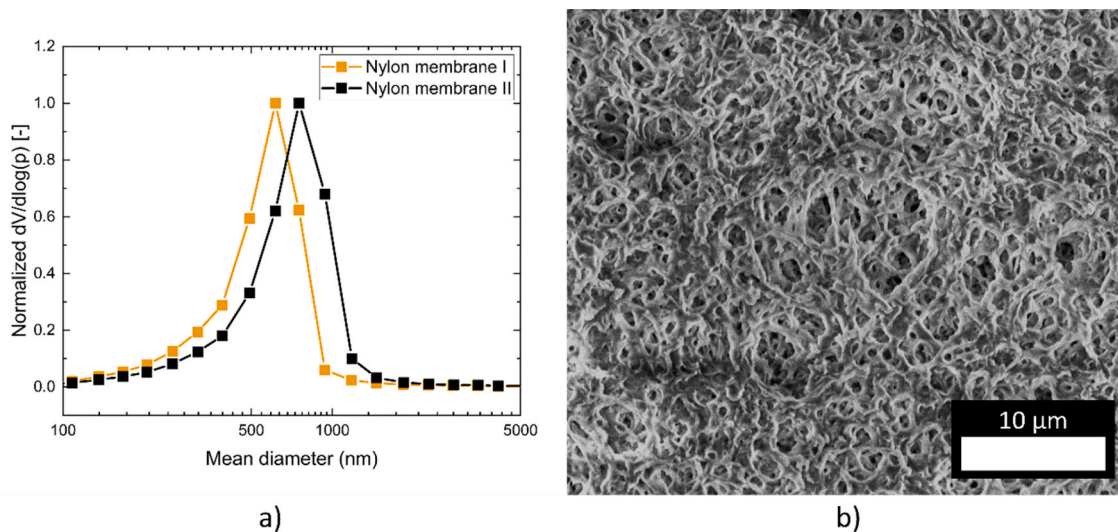 1.2
1.0
0.8
0.6
0.4
0.2
0.0
Normalized dV/dlog(p) [-]
Nylon membrane I
Nylon membrane II
100
500
1000
5000
Mean diameter (nm)
10 µm
a)
b)